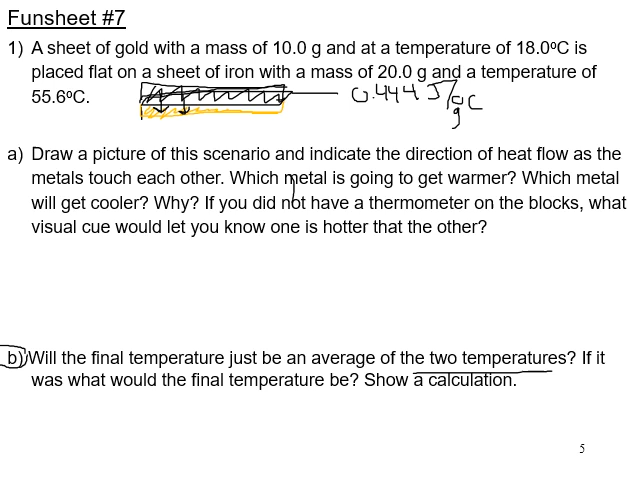 Funsheet #7
1) A sheet of gold with a mass of 10.0 g and at a temperature of 18.0ºC is
placed flat on a sheet of iron with a mass of 20.0 g and a temperature of
55.6ºC.
0.444 J/g°C
a) Draw a picture of this scenario and indicate the direction of heat flow as the
metals touch each other. Which metal is going to get warmer? Which metal
will get cooler? Why? If you did not have a thermometer on the blocks, what
visual cue would let you know one is hotter that the other?
b) Will the final temperature just be an average of the two temperatures? If it
was what would the final temperature be? Show a calculation.
5